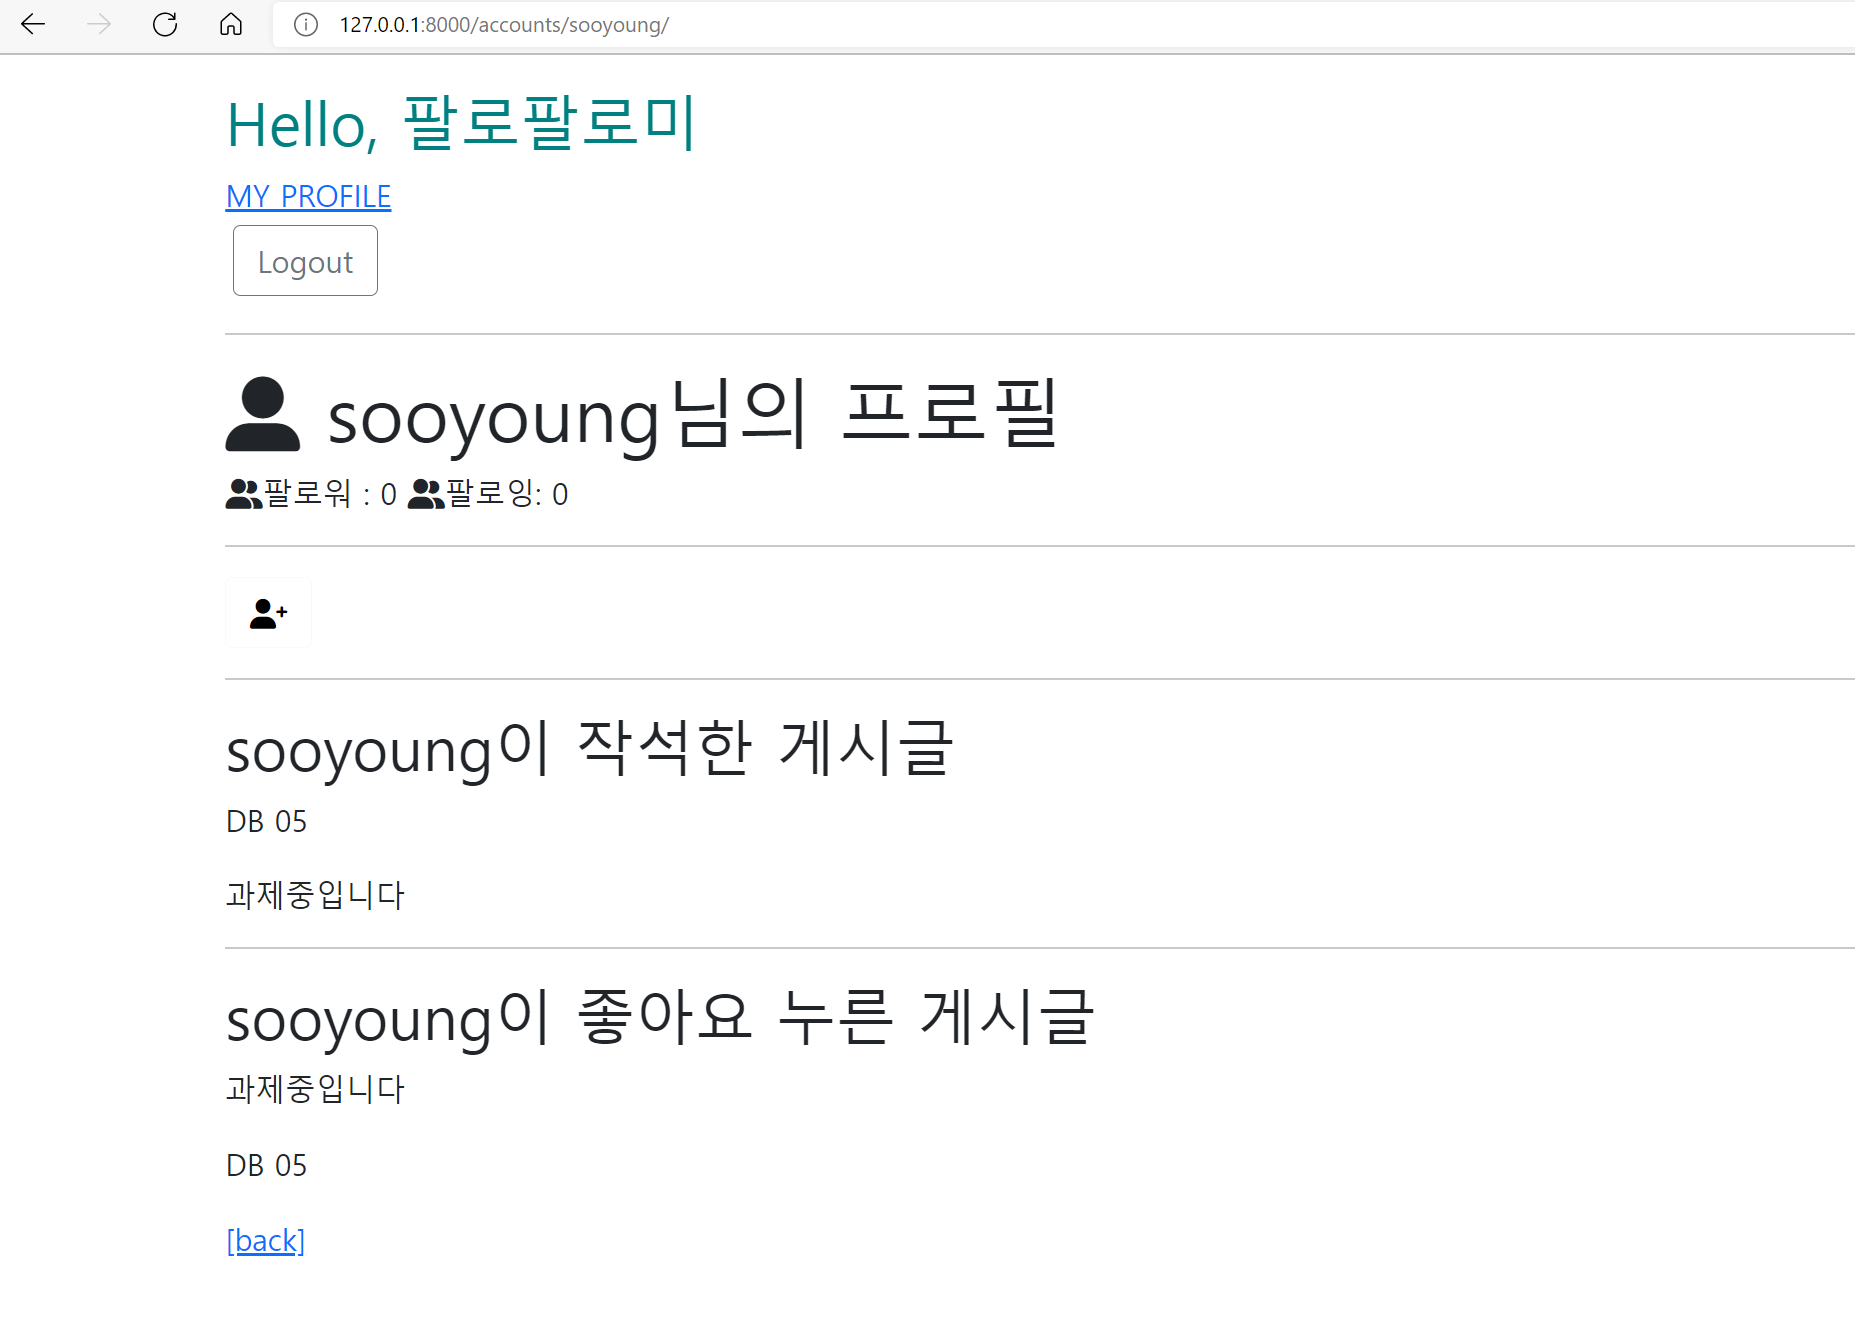 127.0.0.1:8000/accounts/sooyoung/
Hello, 팔로팔로미
MY PROFILE
Logout
sooyoung님의 프로필
팔로워 : 0 팔로잉: 0
sooyoung이 작석한 게시글
DB 05
과제중입니다
sooyoung이 좋아요 누른 게시글
과제중입니다
DB 05
[back]